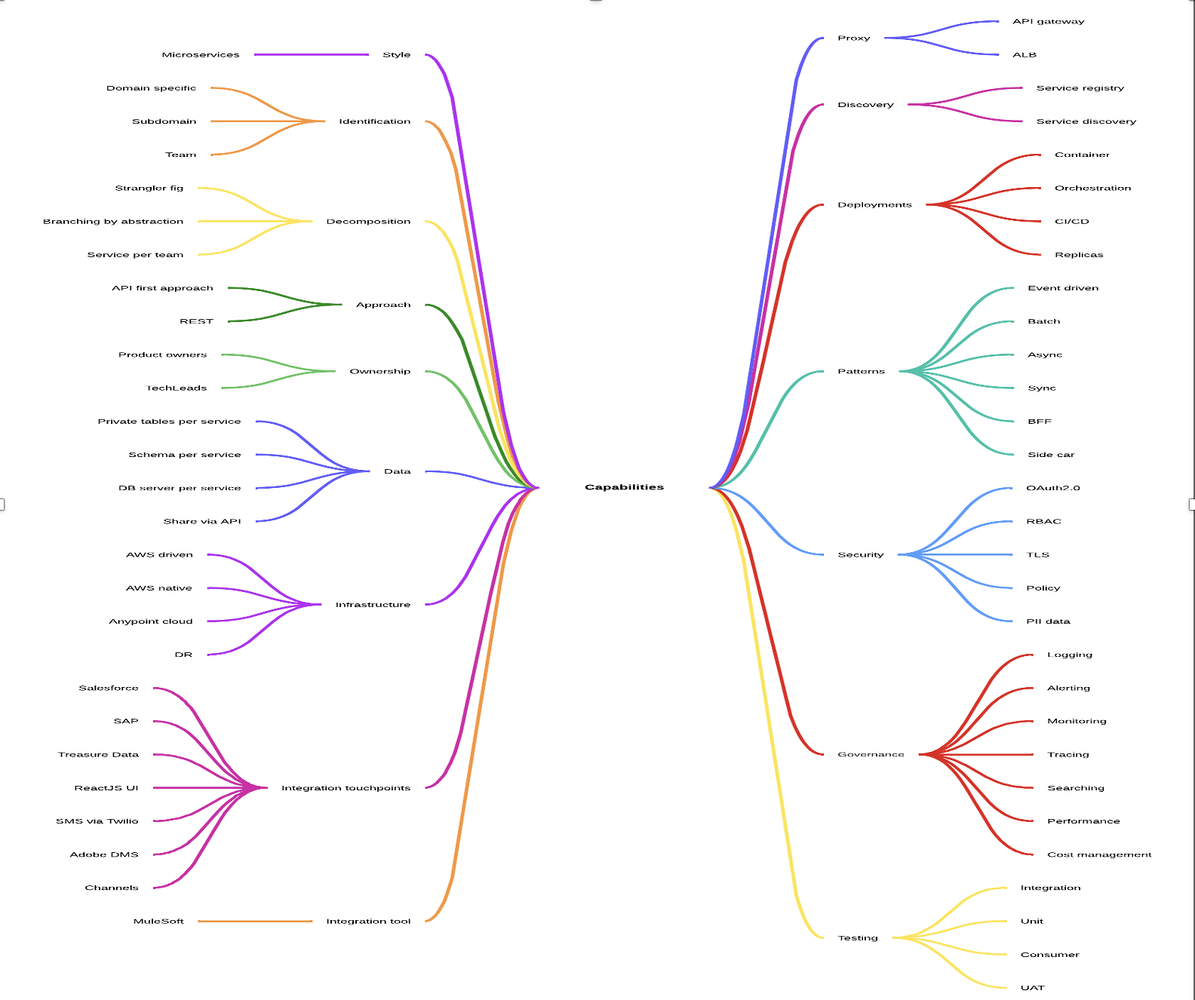 Capabilities
Style
Microservices
Identification
Domain specific
Subdomain
Team
Decomposition
Strangler fig
Branching by abstraction
Service per team
Approach
API first approach
REST
Ownership
Product owners
TechLeads
Data
Private tables per service
Schema per service
DB server per service
Share via API
Infrastructure
AWS driven
AWS native
Anypoint cloud
DR
Integration touchpoints
Salesforce
SAP
Treasure Data
ReactJS UI
SMS via Twilio
Adobe DMS
Channels
Integration tool
MuleSoft
Proxy
API gateway
ALB
Discovery
Service registry
Service discovery
Deployments
Container
Orchestration
CI/CD
Replicas
Patterns
Event driven
Batch
Async
Sync
BFF
Side car
Security
OAuth2.0
RBAC
TLS
Policy
PII data
Governance
Logging
Alerting
Monitoring
Tracing
Searching
Performance
Cost management
Testing
Integration
Unit
Consumer
UAT